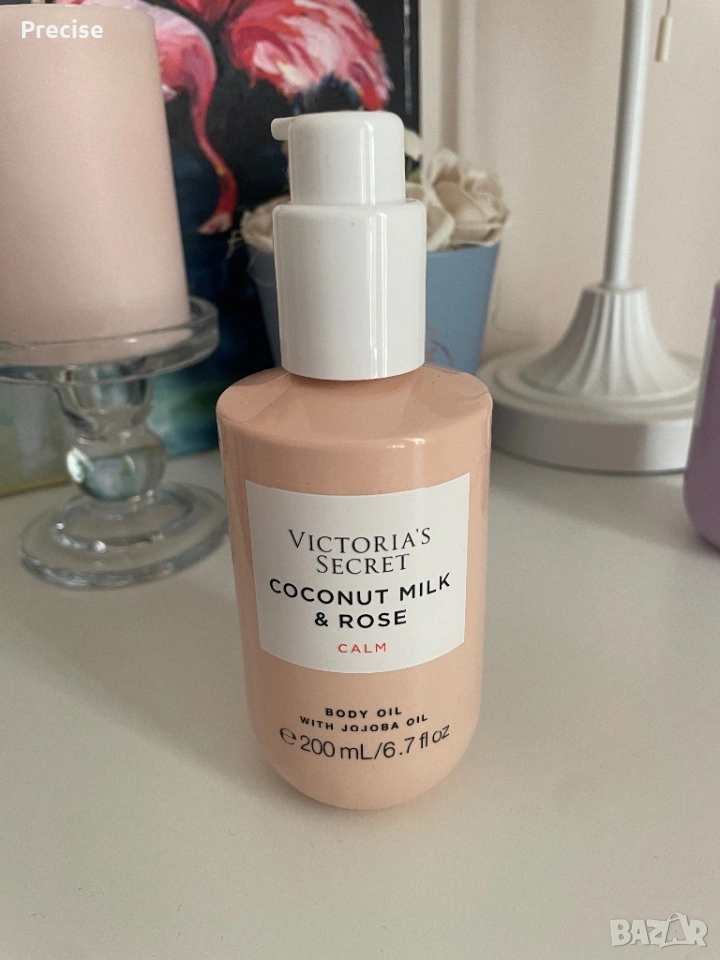 Precise
VICTORIA'S
SECRET
COCONUT MILK
& ROSE
CALM
BODY OIL
WITH JOJOBA OIL
℮ 200 mL/6.7 fl oz
BAZAR